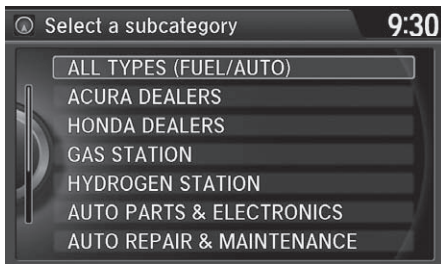 Select a subcategory 9:30
ALL TYPES (FUEL/AUTO)
ACURA DEALERS
HONDA DEALERS
GAS STATION
HYDROGEN STATION
AUTO PARTS & ELECTRONICS
AUTO REPAIR & MAINTENANCE